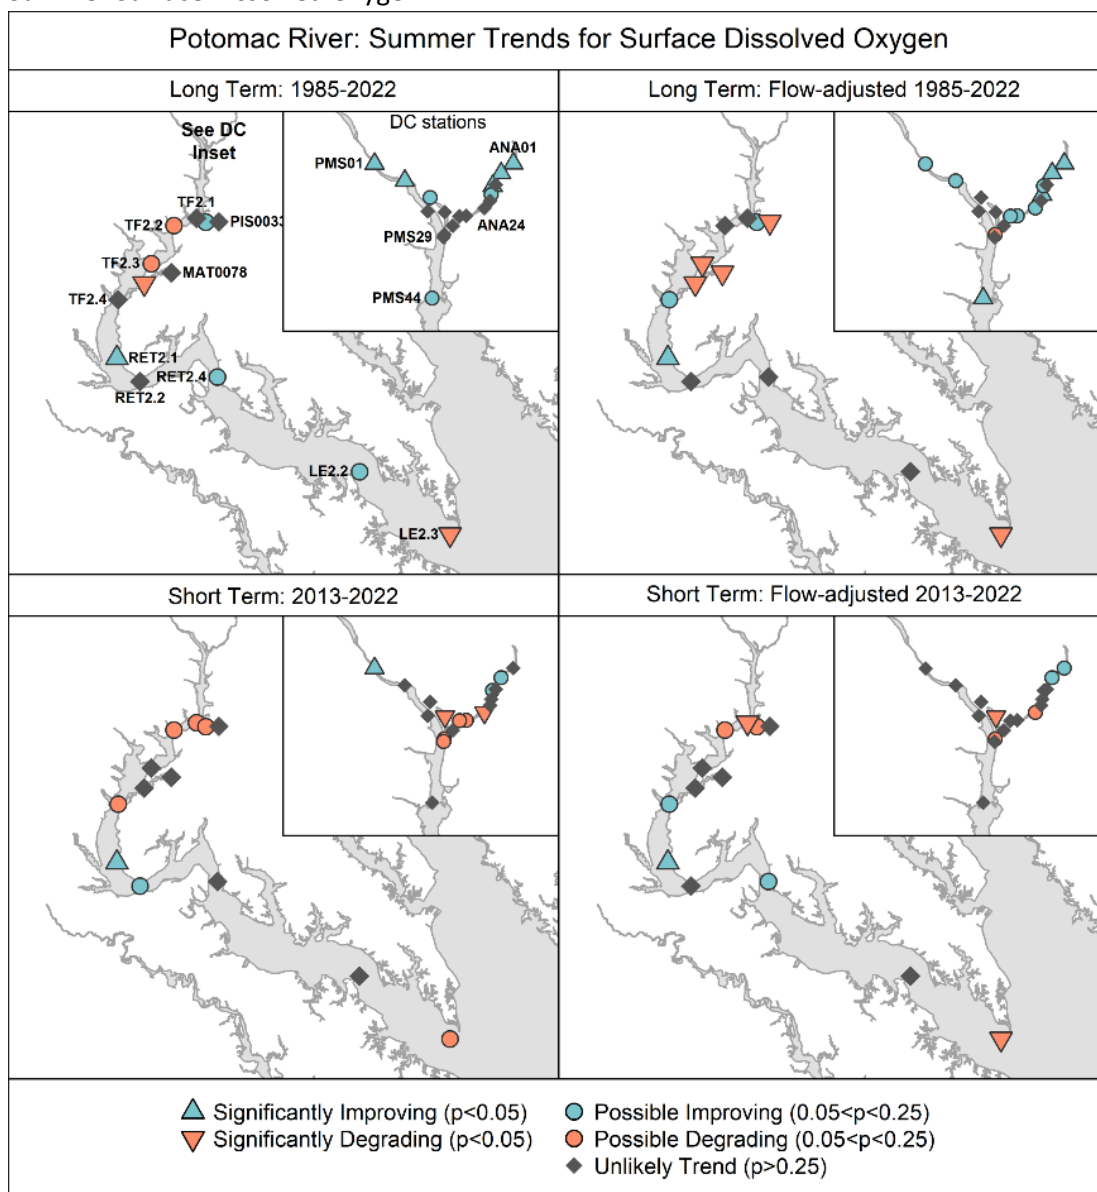 Potomac River: Summer Trends for Surface Dissolved Oxygen
Long Term: 1985-2022
Long Term: Flow-adjusted 1985-2022
See DC
Inset
DC stations
PMS01
ANA01
ANA24
PMS29
PMS44
TF2.1
PIS0033
TF2.2
TF2.3
MAT0078
TF2.4
RET2.1
RET2.4
RET2.2
LE2.2
LE2.3
Short Term: 2013-2022
Short Term: Flow-adjusted 2013-2022
Significantly Improving (p<0.05)
Possible Improving (0.05<p<0.25)
Significantly Degrading (p<0.05)
Possible Degrading (0.05<p<0.25)
Unlikely Trend (p>0.25)